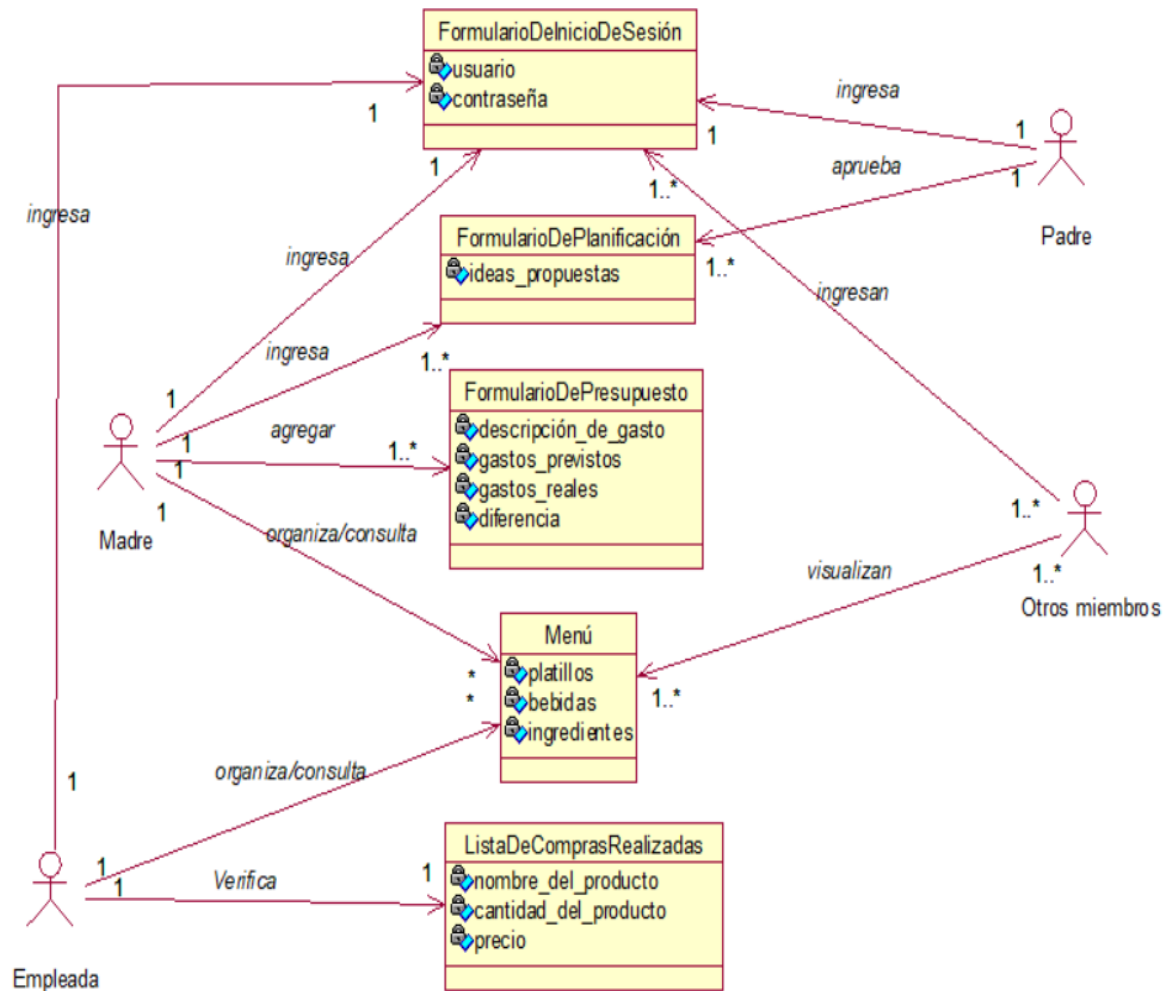 FormularioDeInicioDeSesión
usuario
contraseña
1
1
1
1..*
ingresa
1
aprueba
1
Padre
ingresa
ingresa
FormularioDePlanificación
ideas_propuestas
1..*
ingresan
ingresa
1..*
FormularioDePresupuesto
descripción_de_gasto
gastos_previstos
gastos_reales
diferencia
1
1
agregar
1..*
1
1
Madre
organiza/consulta
1..*
1..*
Otros miembros
visualizan
Menú
platillos
bebidas
ingredientes
*
*
1..*
organiza/consulta
1
ListaDeComprasRealizadas
nombre_del_producto
cantidad_del_producto
precio
1
1
Verifica
1
Empleada